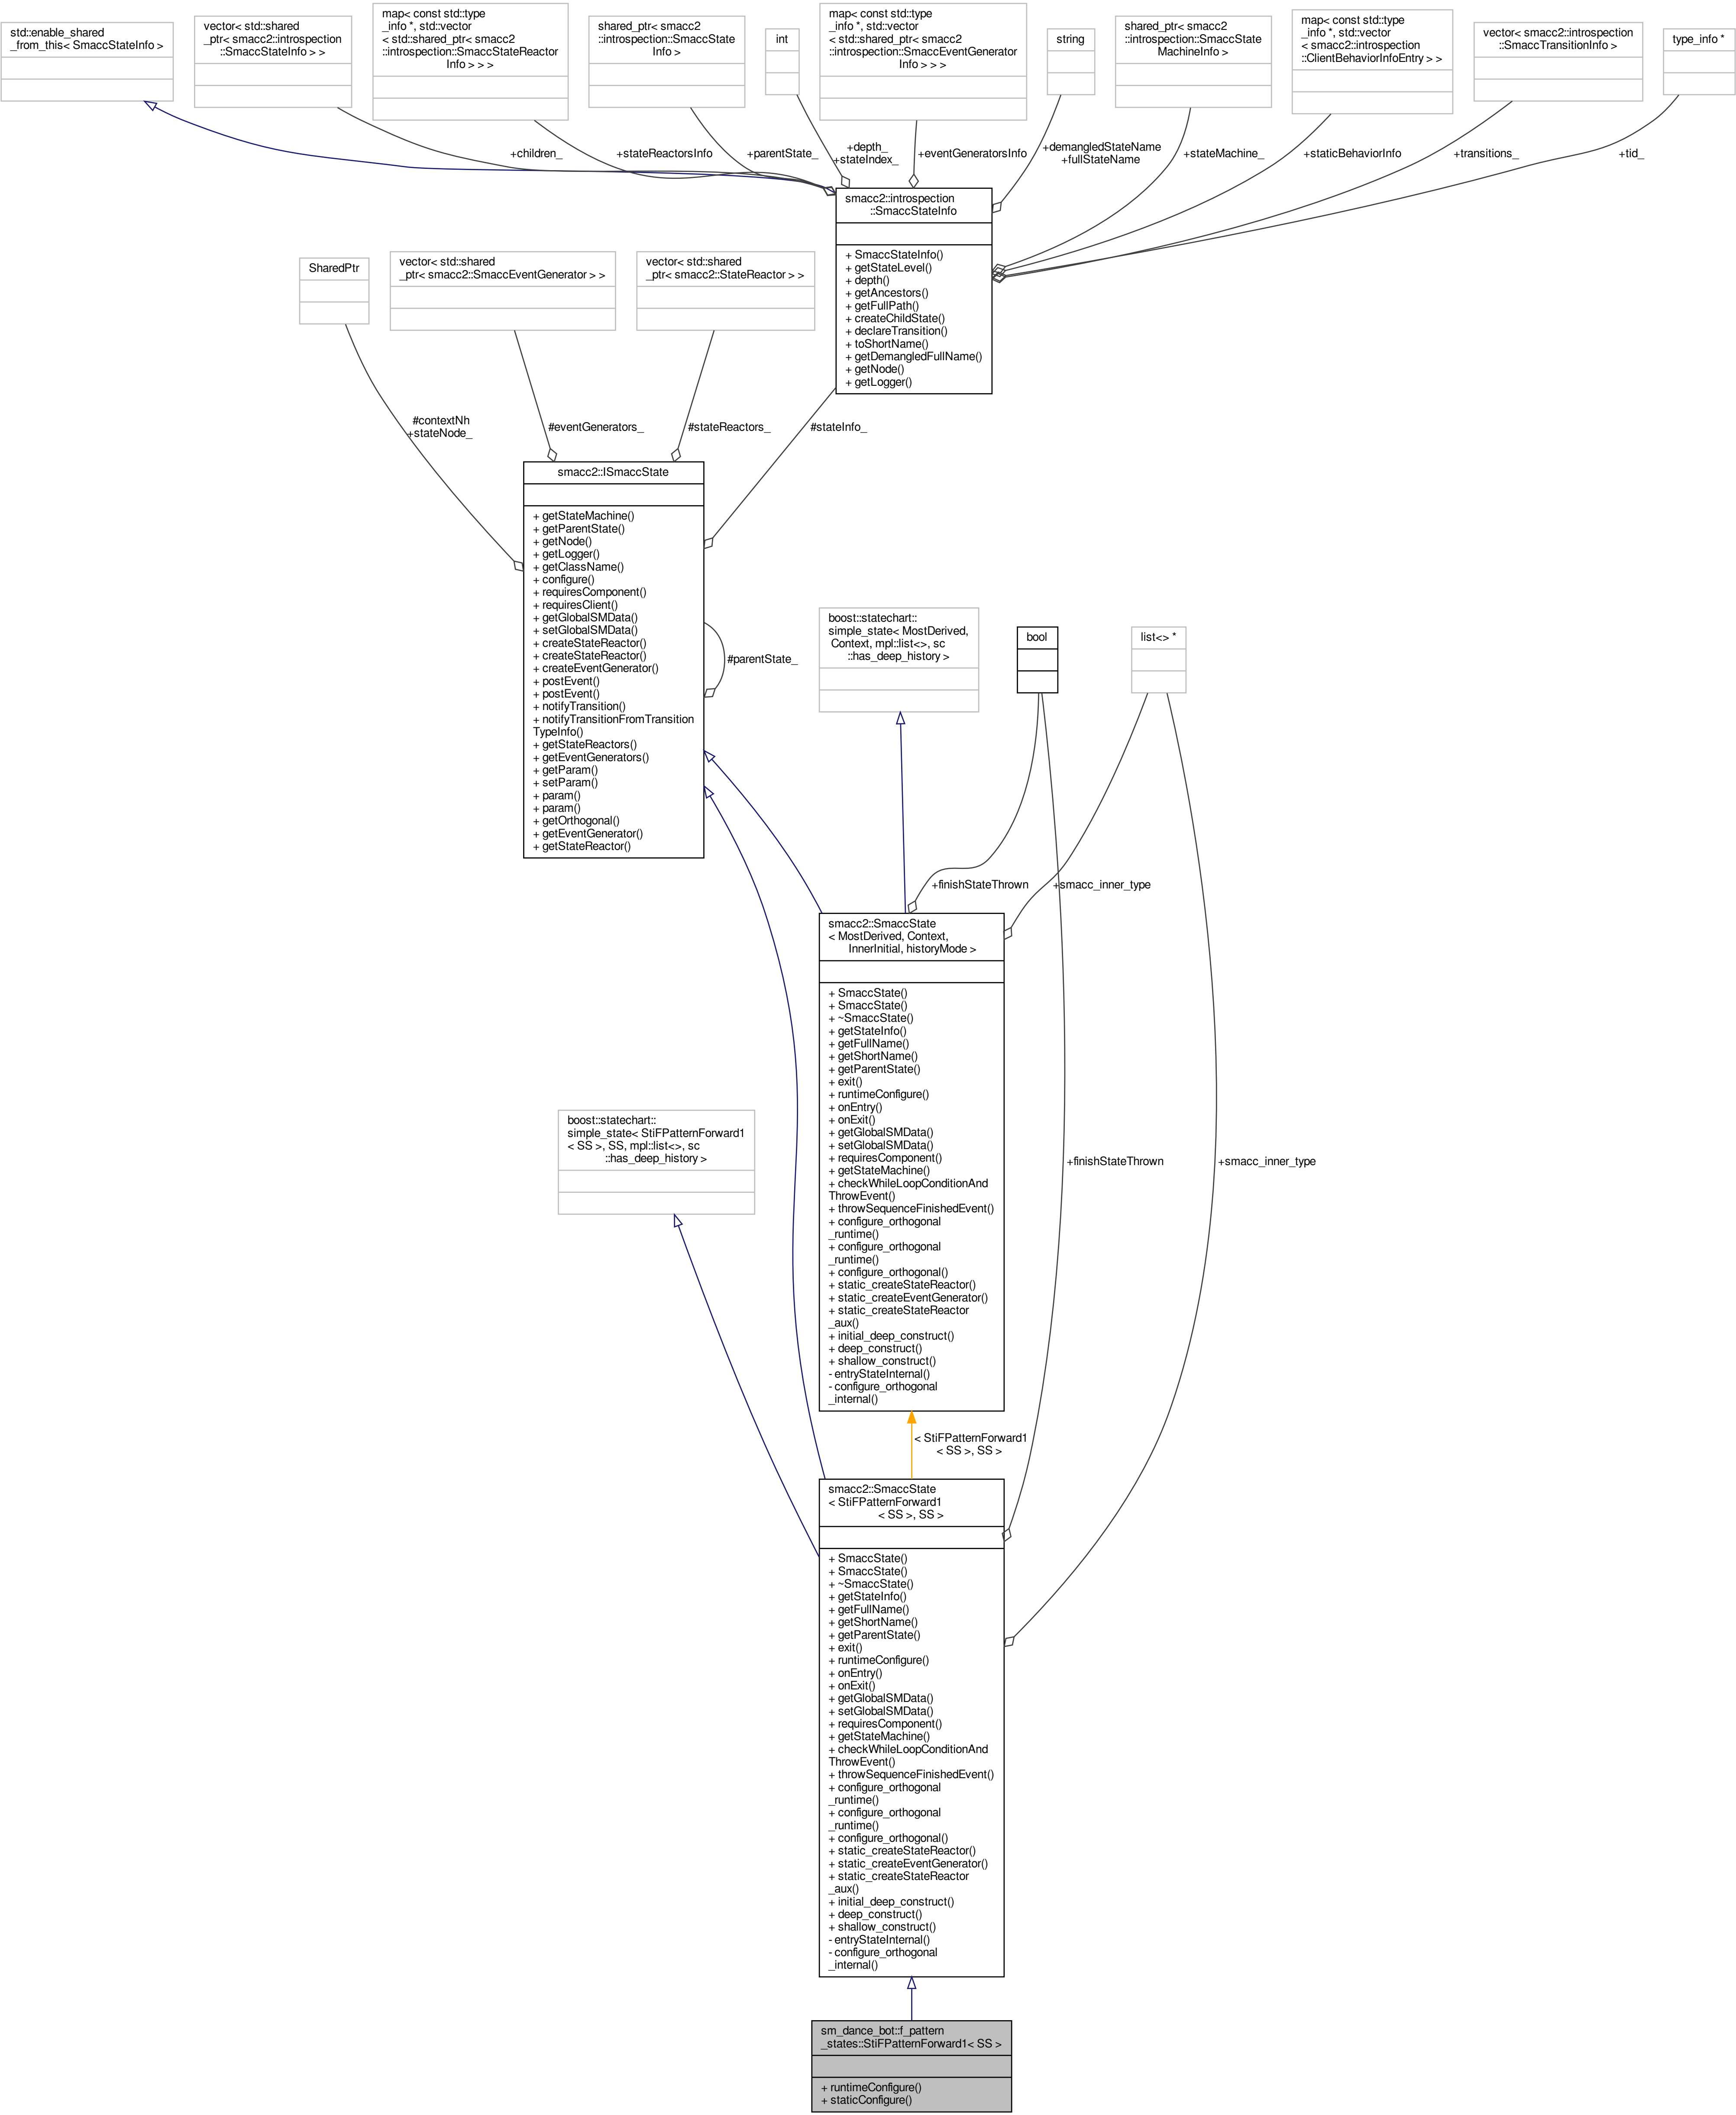 std::enable_shared
_from_this< SmaccStateInfo >
vector< std::shared
_ptr< smacc2::introspection
::SmaccStateInfo > >
map< const std::type
_info *, std::vector
< std::shared_ptr< smacc2
::introspection::SmaccStateReactor
Info > > >
shared_ptr< smacc2
::introspection::SmaccState
Info >
int
map< const std::type
_info *, std::vector
< std::shared_ptr< smacc2
::introspection::SmaccEventGenerator
Info > > >
string
shared_ptr< smacc2
::introspection::SmaccState
MachineInfo >
map< const std::type
_info *, std::vector
< smacc2::introspection
::ClientBehaviorInfoEntry > >
vector< smacc2::introspection
::SmaccTransitionInfo >
type_info *
+children_
+stateReactorsInfo
+parentState_
+depth_
+stateIndex_
+eventGeneratorsInfo
+demangledStateName
+fullStateName
+stateMachine_
+staticBehaviorInfo
+transitions_
+tid_
smacc2::introspection
::SmaccStateInfo
+ SmaccStateInfo()
+ getStateLevel()
+ depth()
+ getAncestors()
+ getFullPath()
+ createChildState()
+ declareTransition()
+ toShortName()
+ getDemangledFullName()
+ getNode()
+ getLogger()
SharedPtr
vector< std::shared
_ptr< smacc2::SmaccEventGenerator > >
vector< std::shared
_ptr< smacc2::StateReactor > >
#contextNh
+stateNode_
#eventGenerators_
#stateReactors_
#stateInfo_
smacc2::ISmaccState
+ getStateMachine()
+ getParentState()
+ getNode()
+ getLogger()
+ getClassName()
+ configure()
+ requiresComponent()
+ requiresClient()
+ getGlobalSMData()
+ setGlobalSMData()
+ createStateReactor()
+ createStateReactor()
+ createEventGenerator()
+ postEvent()
+ postEvent()
+ notifyTransition()
+ notifyTransitionFromTransition
TypeInfo()
+ getStateReactors()
+ getEventGenerators()
+ getParam()
+ setParam()
+ param()
+ param()
+ getOrthogonal()
+ getEventGenerator()
+ getStateReactor()
#parentState_
boost::statechart::
simple_state< MostDerived,
Context, mpl::list<>, sc
::has_deep_history >
bool
list<> *
+finishStateThrown
+smacc_inner_type
smacc2::SmaccState
< MostDerived, Context,
InnerInitial, historyMode >
+ SmaccState()
+ SmaccState()
+ ~SmaccState()
+ getStateInfo()
+ getFullName()
+ getShortName()
+ getParentState()
+ exit()
+ runtimeConfigure()
+ onEntry()
+ onExit()
+ getGlobalSMData()
+ setGlobalSMData()
+ requiresComponent()
+ getStateMachine()
+ checkWhileLoopConditionAnd
ThrowEvent()
+ throwSequenceFinishedEvent()
+ configure_orthogonal
_runtime()
+ configure_orthogonal
_runtime()
+ configure_orthogonal()
+ static_createStateReactor()
+ static_createEventGenerator()
+ static_createStateReactor
_aux()
+ initial_deep_construct()
+ deep_construct()
+ shallow_construct()
- entryStateInternal()
- configure_orthogonal
_internal()
boost::statechart::
simple_state< StiFPatternForward1
< SS >, SS, mpl::list<>, sc
::has_deep_history >
+finishStateThrown
+smacc_inner_type
< StiFPatternForward1
< SS >, SS >
smacc2::SmaccState
< StiFPatternForward1
< SS >, SS >
+ SmaccState()
+ SmaccState()
+ ~SmaccState()
+ getStateInfo()
+ getFullName()
+ getShortName()
+ getParentState()
+ exit()
+ runtimeConfigure()
+ onEntry()
+ onExit()
+ getGlobalSMData()
+ setGlobalSMData()
+ requiresComponent()
+ getStateMachine()
+ checkWhileLoopConditionAnd
ThrowEvent()
+ throwSequenceFinishedEvent()
+ configure_orthogonal
_runtime()
+ configure_orthogonal
_runtime()
+ configure_orthogonal()
+ static_createStateReactor()
+ static_createEventGenerator()
+ static_createStateReactor
_aux()
+ initial_deep_construct()
+ deep_construct()
+ shallow_construct()
- entryStateInternal()
- configure_orthogonal
_internal()
sm_dance_bot::f_pattern
_states::StiFPatternForward1< SS >
+ runtimeConfigure()
+ staticConfigure()